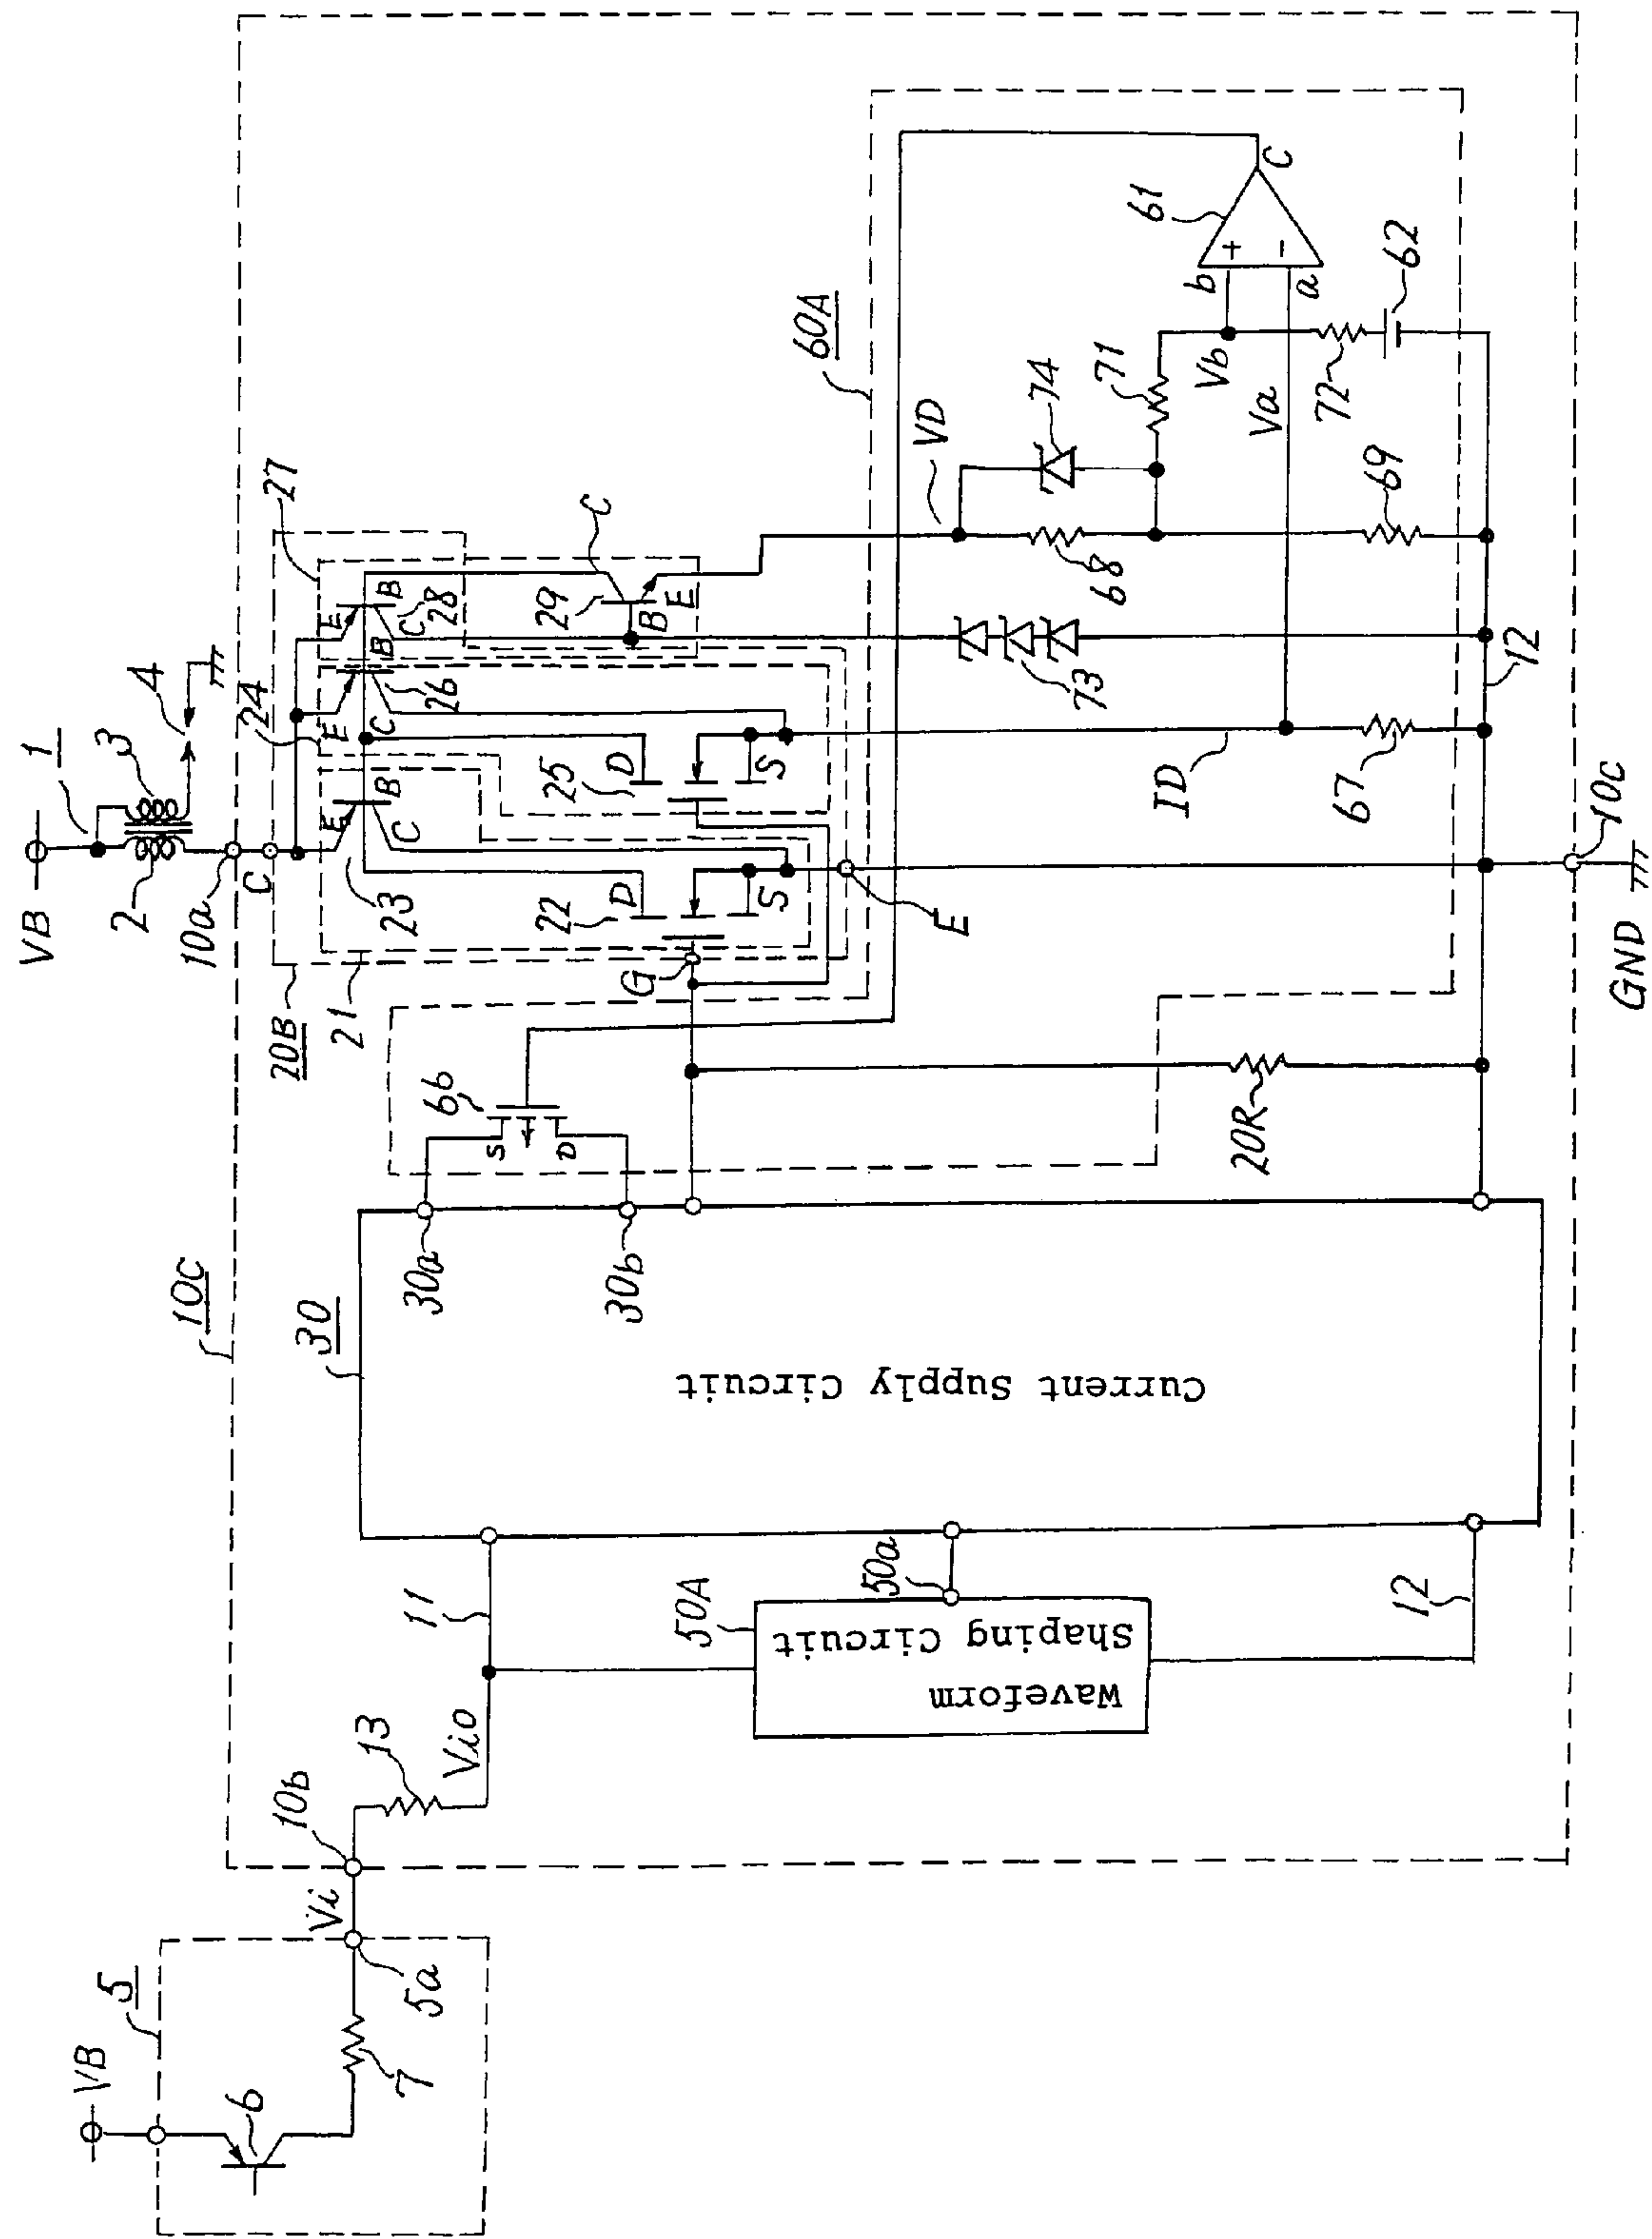 VB
1
3
2
4
10a
C
10C
20B
21
24
27
E
E
E
B
B
B
C
C
C
23
26
28
29
C
B
E
D
D
22
25
S
S
G
E
60A
VD
74
71
68
73
69
Vb
Va
72
62
61
b
a
+
−
C
ID
67
12
10c
GND
66
S
D
20R
30
30a
30b
Current Supply Circuit
11
50A
50a
12
Waveform
Shaping Circuit
Vio
13
10b
Vi
5a
5
VB
6
7